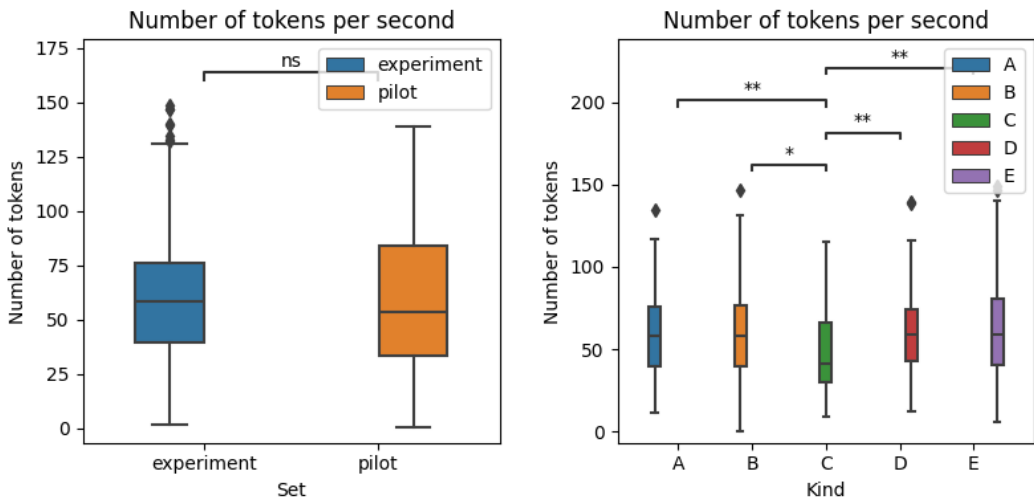 Number of tokens per second
Number of tokens
175
150
125
100
75
50
25
0
ns
experiment
pilot
experiment
pilot
Set
Number of tokens per second
Number of tokens
200
150
100
50
0
**
**
**
*
A
B
C
D
E
A
B
C
D
E
Kind